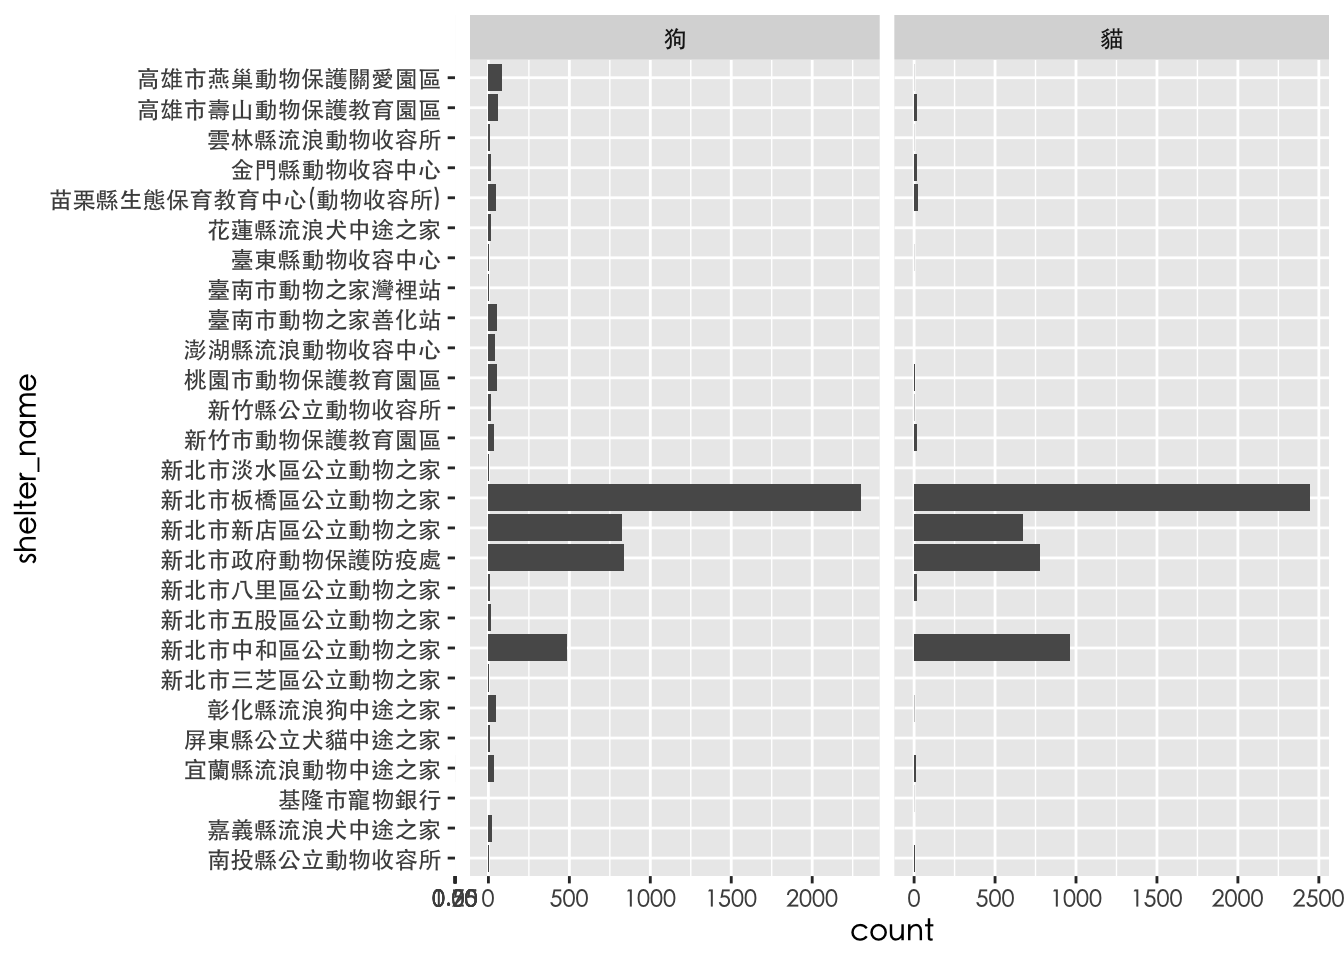 狗
貓
高雄市燕巢動物保護關愛園區
高雄市壽山動物保護教育園區
雲林縣流浪動物收容所
金門縣動物收容中心
苗栗縣生態保育教育中心(動物收容所)
花蓮縣流浪犬中途之家
臺東縣動物收容中心
臺南市動物之家灣裡站
臺南市動物之家善化站
澎湖縣流浪動物收容中心
桃園市動物保護教育園區
新竹縣公立動物收容所
新竹市動物保護教育園區
新北市淡水區公立動物之家
新北市板橋區公立動物之家
新北市新店區公立動物之家
新北市政府動物保護防疫處
新北市八里區公立動物之家
新北市五股區公立動物之家
新北市中和區公立動物之家
新北市三芝區公立動物之家
彰化縣流浪狗中途之家
屏東縣公立犬貓中途之家
宜蘭縣流浪動物中途之家
基隆市寵物銀行
嘉義縣流浪犬中途之家
南投縣公立動物收容所
shelter_name
0 500 1000 1500 2000
0 500 1000 1500 2000 2500
count